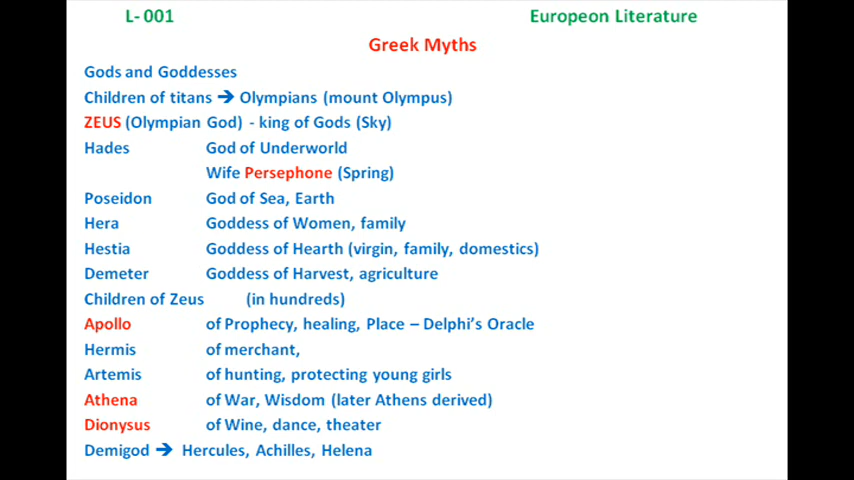 L- 001 Europeon Literature
Greek Myths
Gods and Goddesses
Children of titans ➔ Olympians (mount Olympus)
ZEUS (Olympian God) - king of Gods (Sky)
Hades God of Underworld
Wife Persephone (Spring)
Poseidon God of Sea, Earth
Hera Goddess of Women, family
Hestia Goddess of Hearth (virgin, family, domestics)
Demeter Goddess of Harvest, agriculture
Children of Zeus (in hundreds)
Apollo of Prophecy, healing, Place – Delphi's Oracle
Hermis of merchant,
Artemis of hunting, protecting young girls
Athena of War, Wisdom (later Athens derived)
Dionysus of Wine, dance, theater
Demigod ➔ Hercules, Achilles, Helena